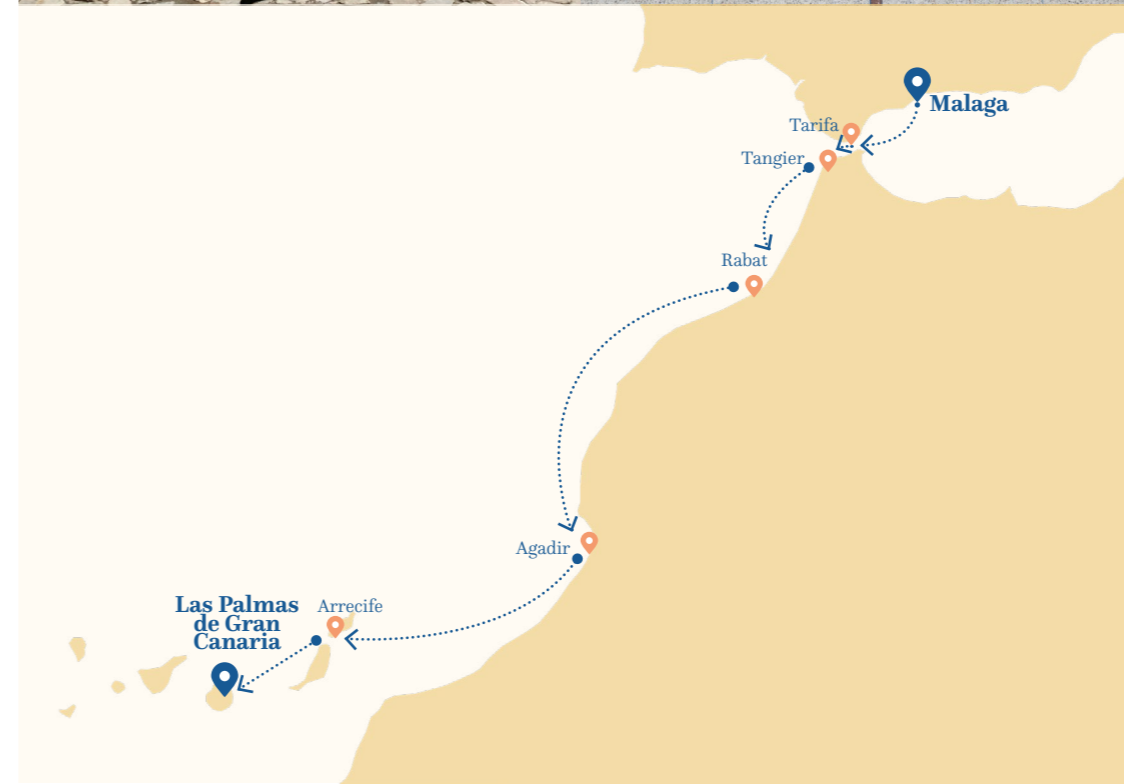 Malaga
Tarifa
Tangier
Rabat
Agadir
Arrecife
Las Palmas
de Gran
Canaria